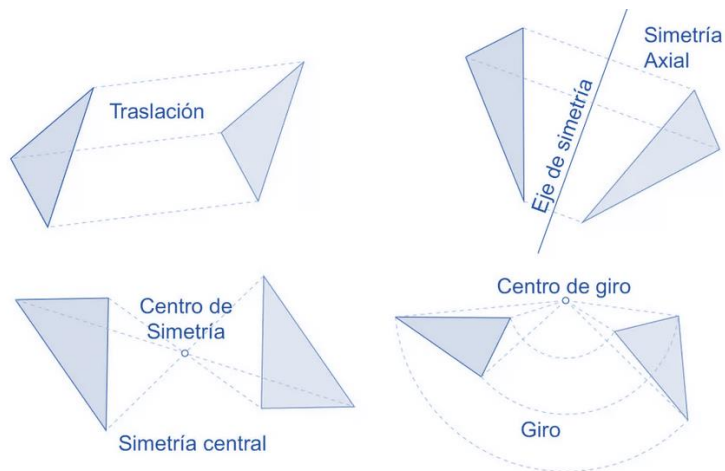 Traslación
Simetría
Axial
Eje de simetría
Centro de
Simetría
Simetría central
Centro de giro
Giro